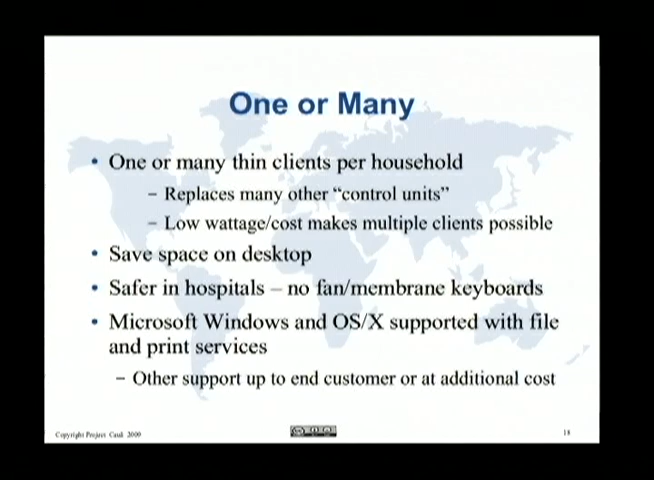 One or Many
• One or many thin clients per household
– Replaces many other “control units”
– Low wattage/cost makes multiple clients possible
• Save space on desktop
• Safer in hospitals – no fan/membrane keyboards
• Microsoft Windows and OS/X supported with file
and print services
– Other support up to end customer or at additional cost
Copyright Project Cauã 2009
18